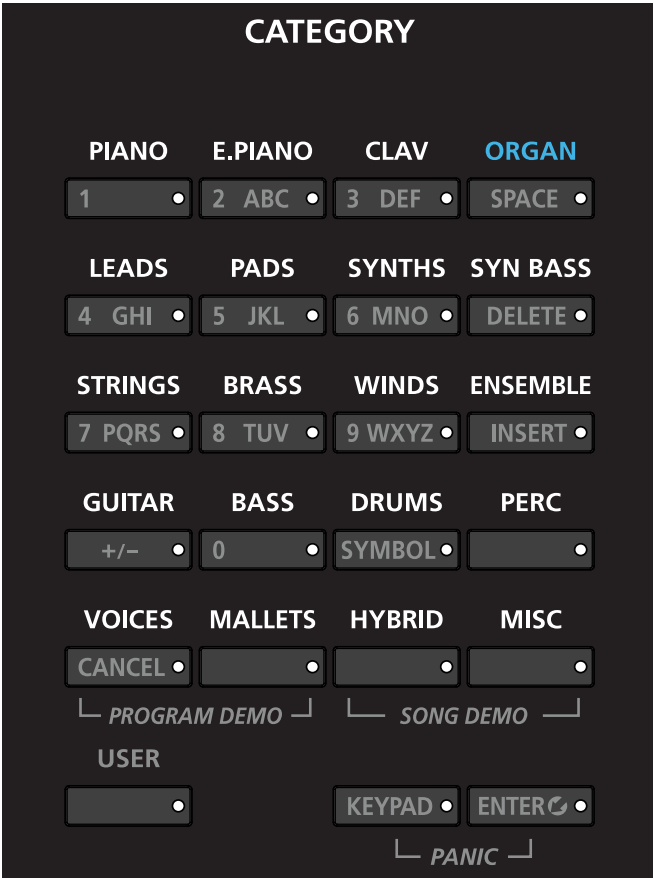 CATEGORY
PIANO E.PIANO CLAV ORGAN
1 2 ABC 3 DEF SPACE
LEADS PADS SYNTHS SYN BASS
4 GHI 5 JKL 6 MNO DELETE
STRINGS BRASS WINDS ENSEMBLE
7 PQRS 8 TUV 9 WXYZ INSERT
GUITAR BASS DRUMS PERC
+/− 0 SYMBOL
VOICES MALLETS HYBRID MISC
CANCEL
PROGRAM DEMO SONG DEMO
USER
KEYPAD ENTER
PANIC